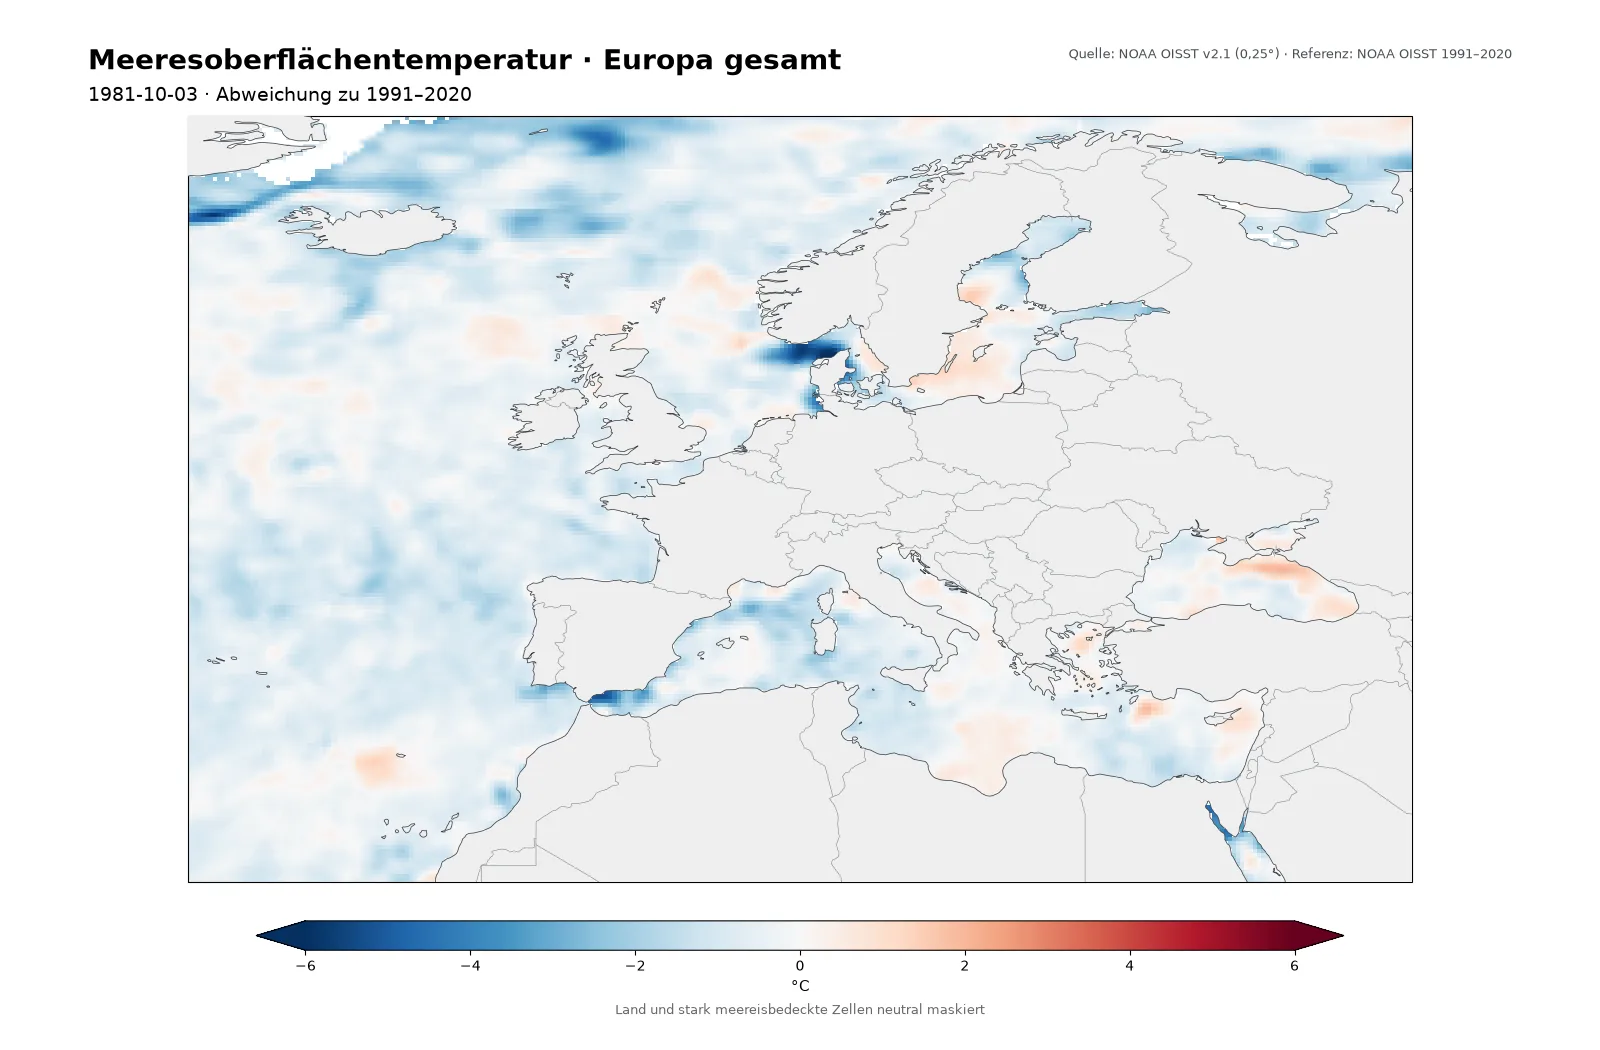 Meeresoberflächentemperatur · Europa gesamt
Quelle: NOAA OISST v2.1 (0,25°) · Referenz: NOAA OISST 1991–2020
1981-10-03 · Abweichung zu 1991–2020
−6 −4 −2 0 2 4 6
°C
Land und stark meereisbedeckte Zellen neutral maskiert